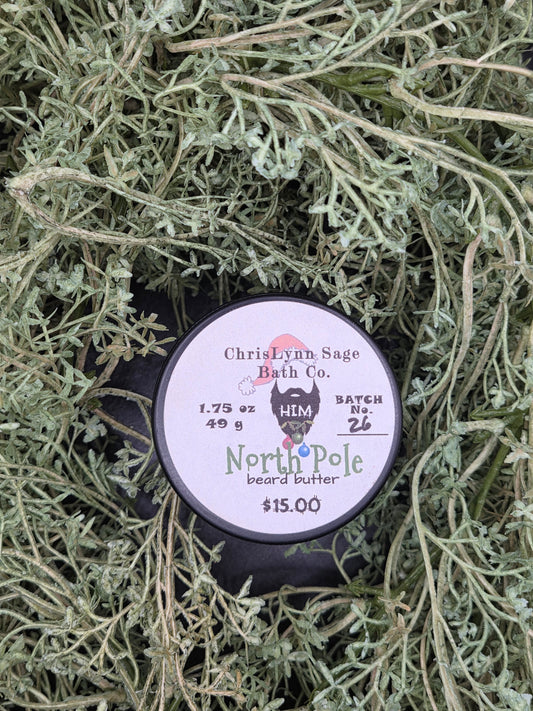 ChrisLynn Sage
Bath Co.
HIM
1.75 oz
49 g
BATCH
No.
26
North Pole
beard butter
$15.00